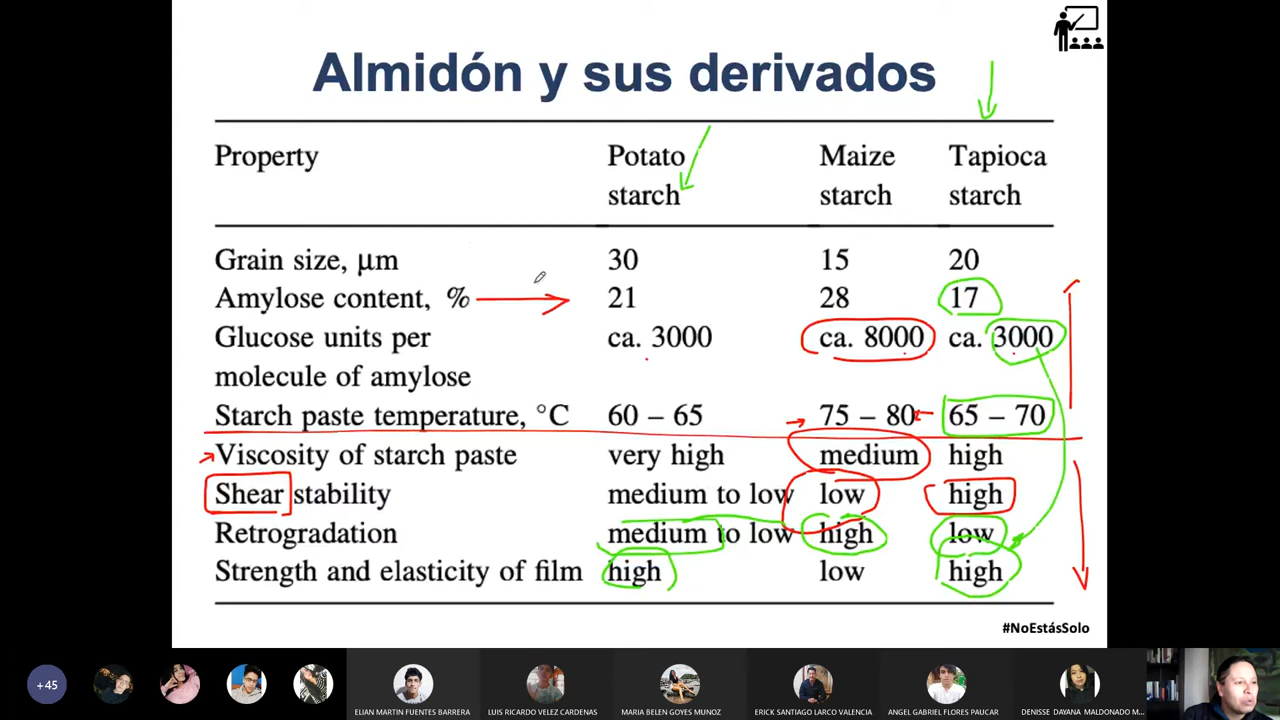 Almidón y sus derivados
Property Potato starch Maize starch Tapioca starch
Grain size, µm 30 15 20
Amylose content, % 21 28 17
Glucose units per molecule of amylose ca. 3000 ca. 8000 ca. 3000
Starch paste temperature, °C 60 – 65 75 – 80 65 – 70
Viscosity of starch paste very high medium high
Shear stability medium to low low high
Retrogradation medium to low high low
Strength and elasticity of film high low high
#NoEstásSolo
+45
ELIAN MARTIN FUENTES BARRERA
LUIS RICARDO VELEZ CARDENAS
MARIA BELEN GOYES MUNOZ
ERICK SANTIAGO LARCO VALENCIA
ANGEL GABRIEL FLORES PAUCAR
DENISSE DAYANA MALDONADO M...